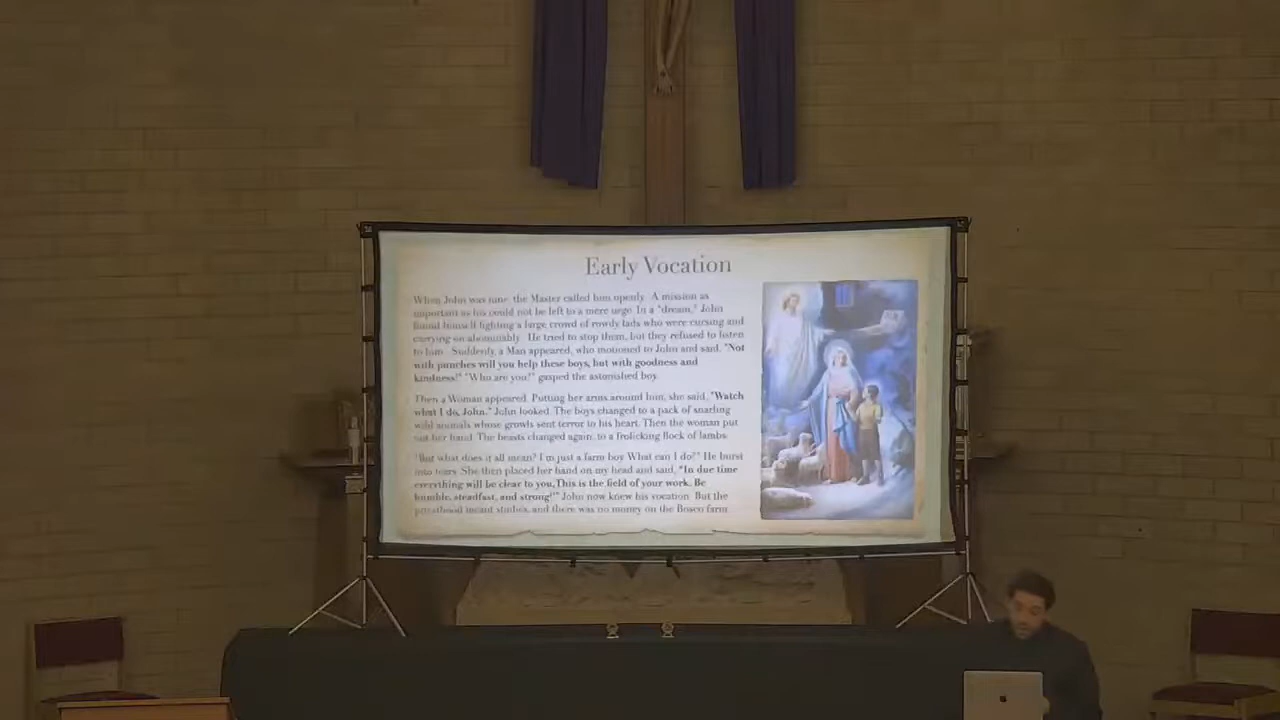 Early Vocation
When John was nine, the Master called him openly. A mission as
important as his could not be left to a mere urge. In a "dream," John
found himself fighting a large crowd of rowdy lads who were cursing and
carrying on abominably. He tried to stop them, but they refused to listen
to him. Suddenly, a Man appeared, who motioned to John and said, "Not
with punches will you help these boys, but with goodness and
kindness!" "Who are you?" gasped the astonished boy.
Then a Woman appeared. Putting her arms around him, she said, "Watch
what I do, John." John looked. The boys changed to a pack of snarling
wild animals whose growls sent terror to his heart. Then the woman put
out her hand. The beasts changed again, to a frolicking flock of lambs.
"But what does it all mean? I'm just a farm boy What can I do?" He burst
into tears. She then placed her hand on my head and said, "In due time
everything will be clear to you. This is the field of your work. Be
humble, steadfast, and strong!" John now knew his vocation. But the
priesthood meant studies, and there was no money on the Bosco farm.